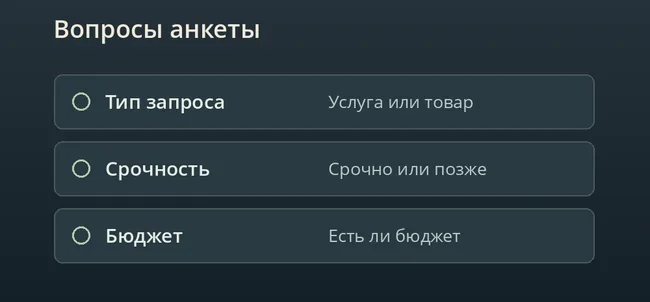 Вопросы анкеты
Тип запроса Услуга или товар
Срочность Срочно или позже
Бюджет Есть ли бюджет